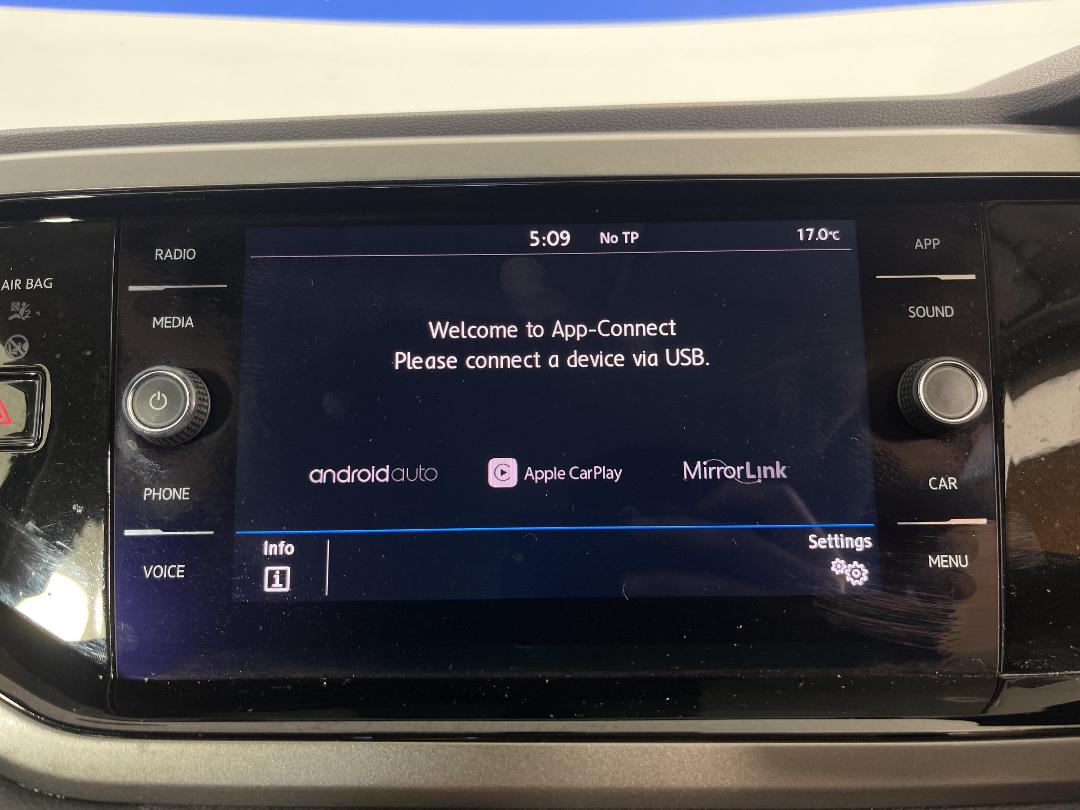 5:09 No TP 17.0°C
RADIO
APP
AIR BAG
MEDIA
SOUND
Welcome to App-Connect
Please connect a device via USB.
androidauto Apple CarPlay MirrorLink
PHONE
CAR
Info
Settings
VOICE
MENU